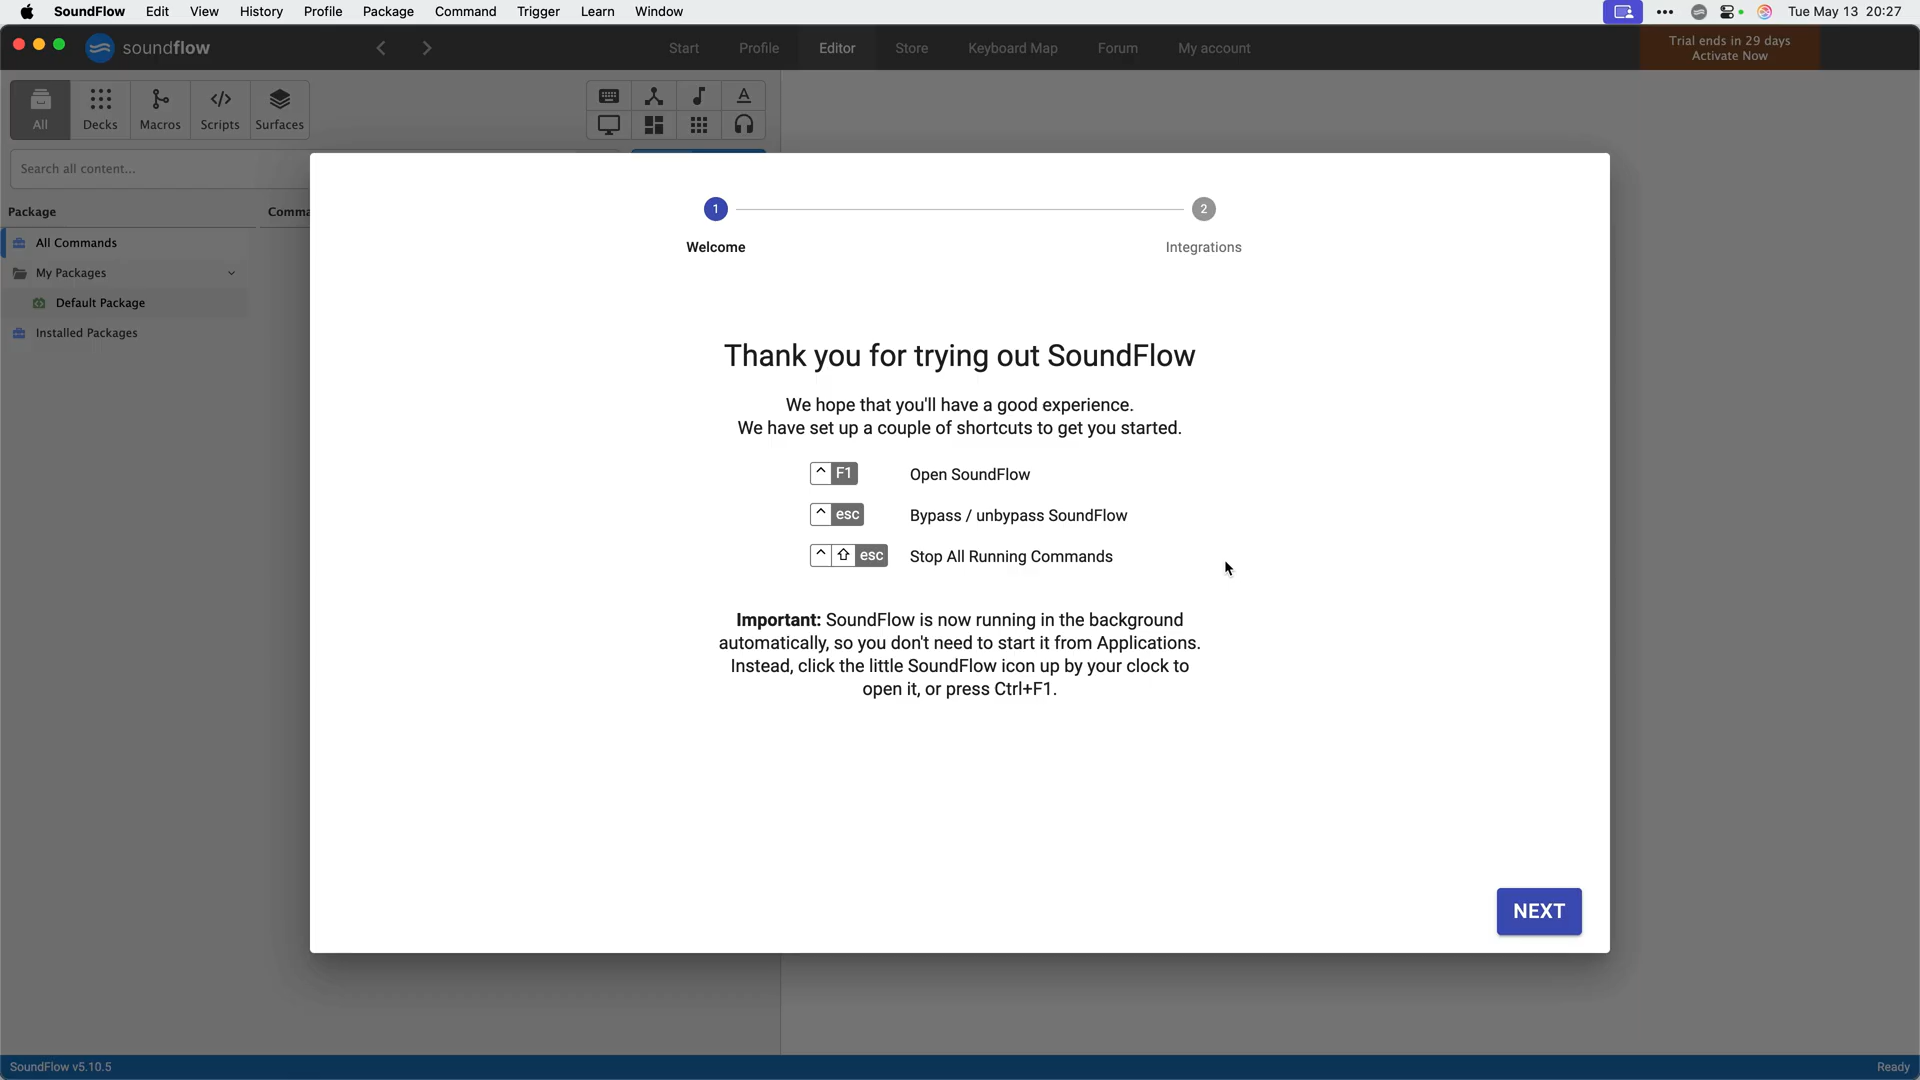 SoundFlow Edit View History Profile Package Command Trigger Learn Window
Tue May 13 20:27
soundflow
Start Profile Editor Store Keyboard Map Forum My account
Trial ends in 29 days
Activate Now
All Decks Macros Scripts Surfaces
Search all content...
Package
Comma
All Commands
My Packages
Default Package
Installed Packages
1
2
Welcome
Integrations
Thank you for trying out SoundFlow
We hope that you'll have a good experience.
We have set up a couple of shortcuts to get you started.
^ F1 Open SoundFlow
^ esc Bypass / unbypass SoundFlow
^ ⇧ esc Stop All Running Commands
Important: SoundFlow is now running in the background
automatically, so you don't need to start it from Applications.
Instead, click the little SoundFlow icon up by your clock to
open it, or press Ctrl+F1.
NEXT
SoundFlow v5.10.5
Ready